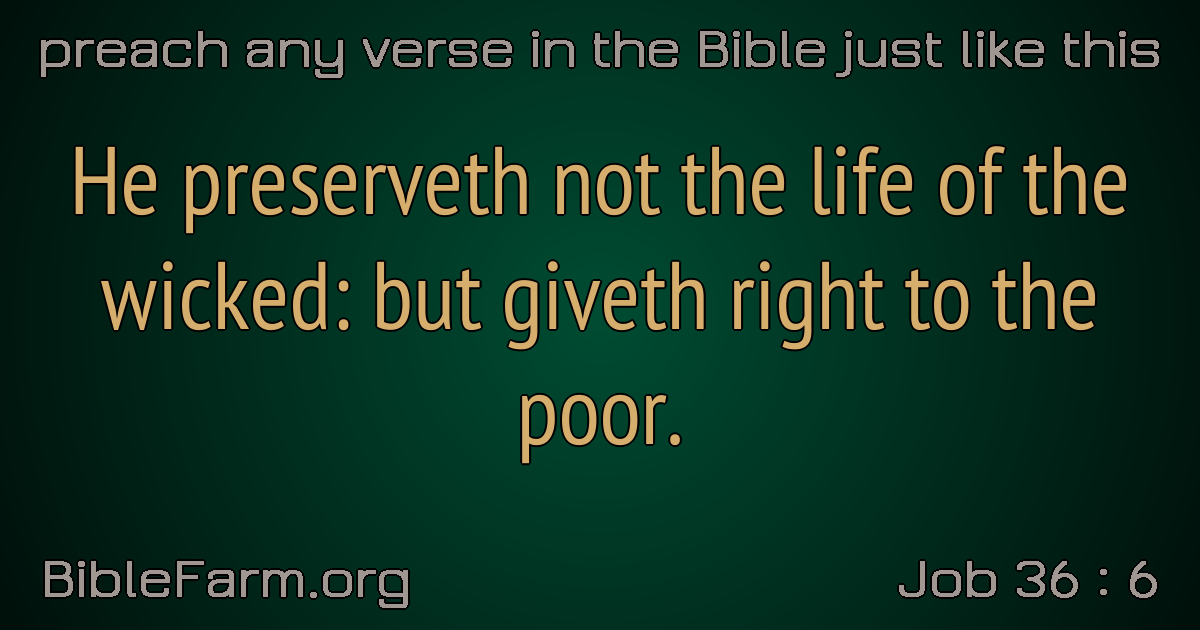 preach any verse in the Bible just like this
He preserveth not the life of the
wicked: but giveth right to the
poor.
BibleFarm.org
Job 36 : 6